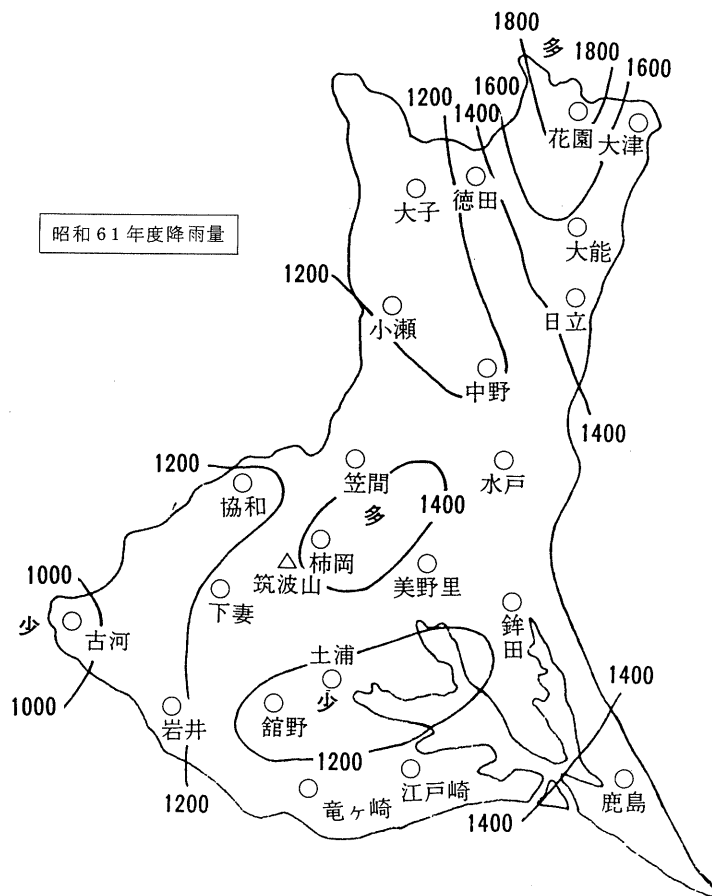 1800
多
1800
1600
1600
1200
1400
花園
大津
大子
徳田
昭和61年度降雨量
大能
1200
小瀬
日立
中野
1400
1200
笠間
水戸
協和
1400
多
柿岡
筑波山
美野里
1000
下妻
少
古河
鉾田
土浦
少
1400
1000
岩井
舘野
1200
江戸崎
鹿島
1200
竜ヶ崎
1400